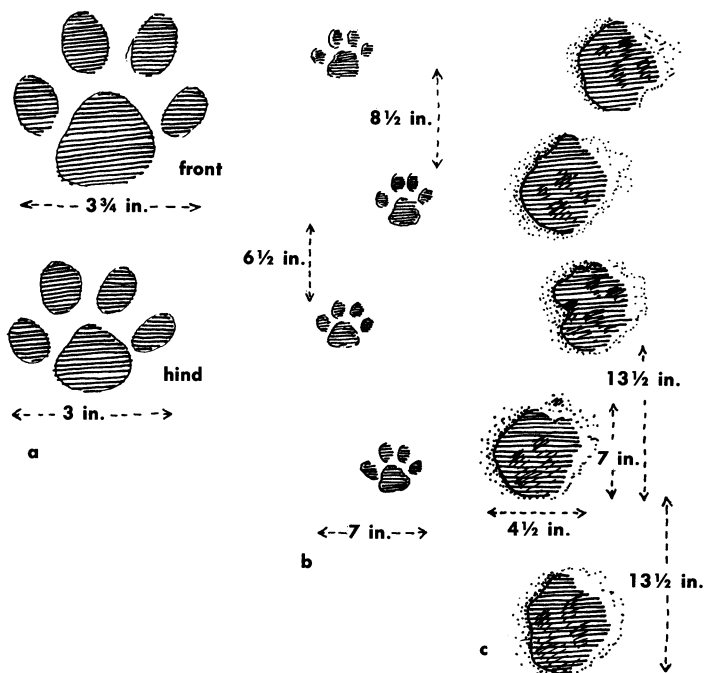 front
3¾ in.
hind
3 in.
a
8½ in.
6½ in.
7 in.
b
13½ in.
7 in.
4½ in.
13½ in.
c